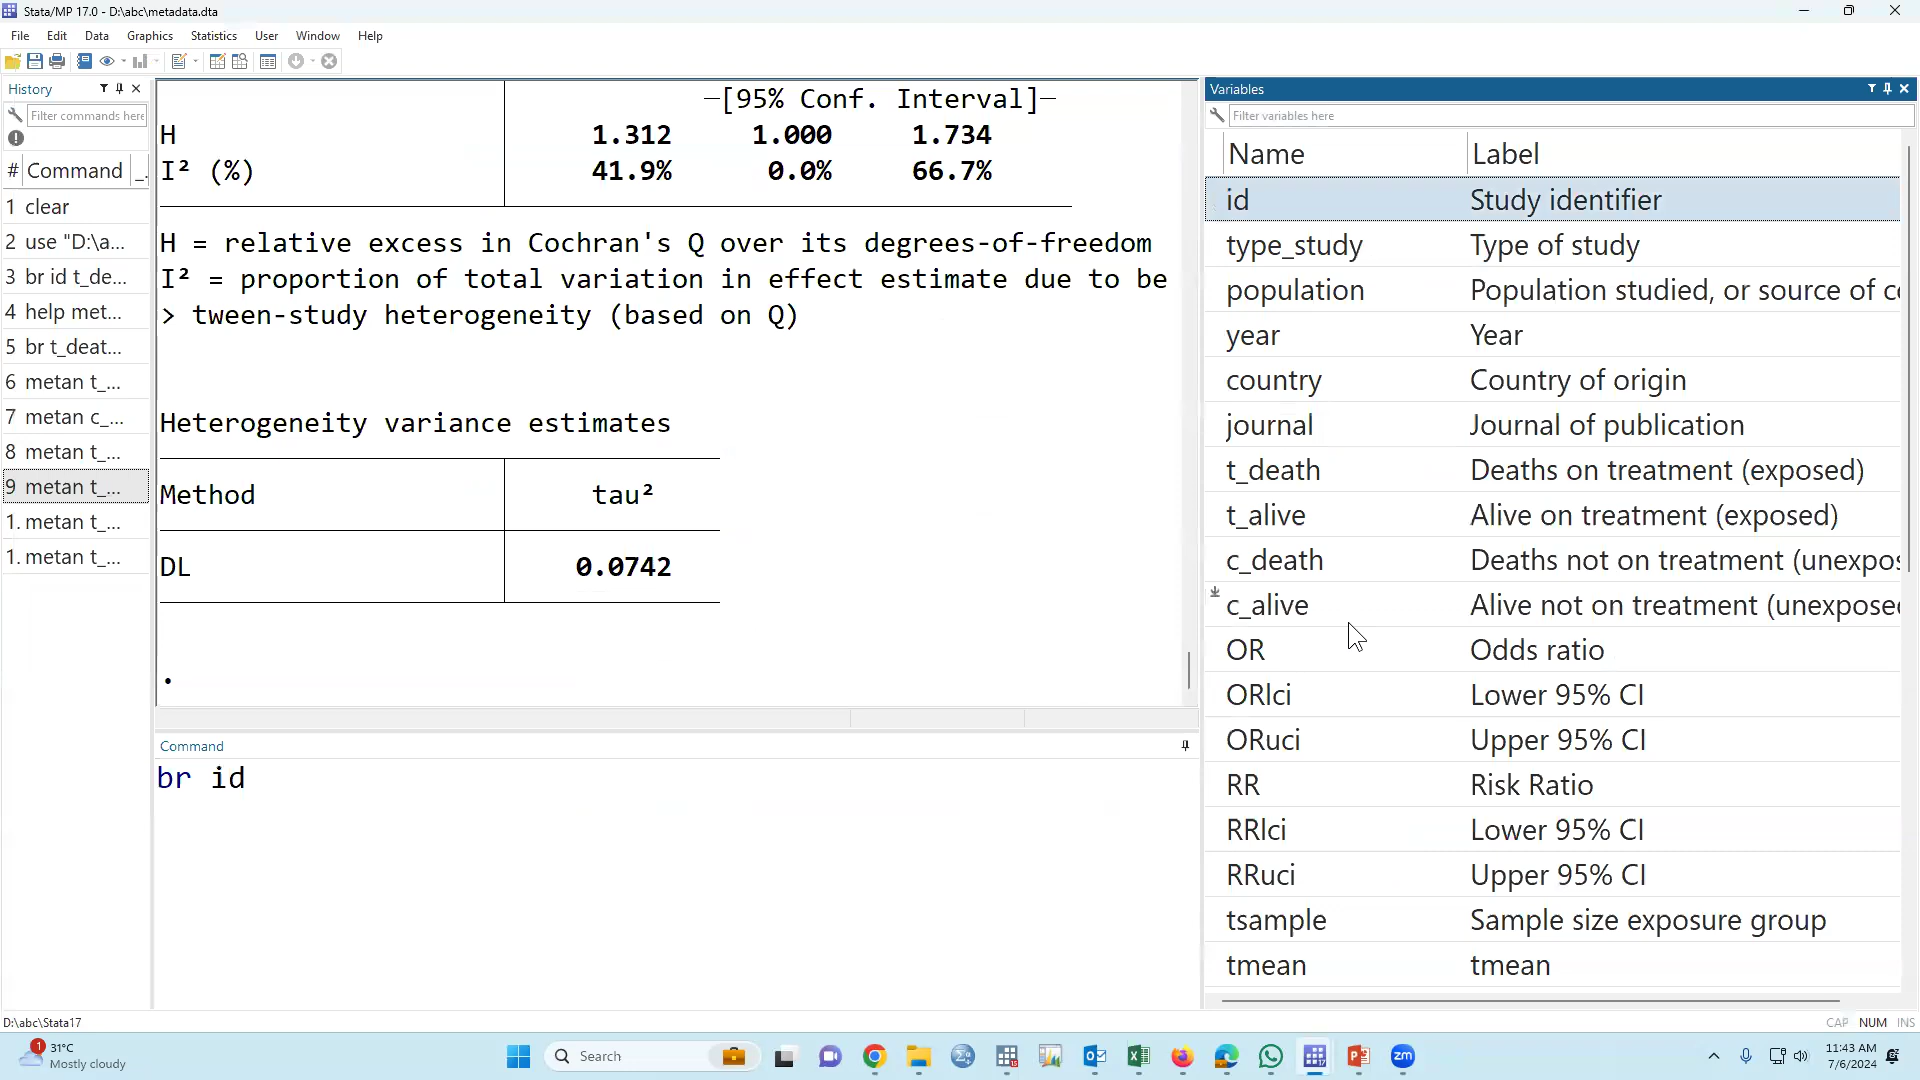 Stata/MP 17.0 - D:\abc\metadata.dta
File Edit Data Graphics Statistics User Window Help
History
Filter commands here
# Command _.
1 clear
2 use "D:\a...
3 br id t_de...
4 help met...
5 br t_deat...
6 metan t_...
7 metan c_...
8 metan t_...
9 metan t_...
1. metan t_...
1. metan t_...
—[95% Conf. Interval]—
H 1.312 1.000 1.734
I² (%) 41.9% 0.0% 66.7%
H = relative excess in Cochran's Q over its degrees-of-freedom
I² = proportion of total variation in effect estimate due to be
> tween-study heterogeneity (based on Q)
Heterogeneity variance estimates
Method tau²
DL 0.0742
.
Command
br id
Variables
Filter variables here
Name Label
id Study identifier
type_study Type of study
population Population studied, or source of co
year Year
country Country of origin
journal Journal of publication
t_death Deaths on treatment (exposed)
t_alive Alive on treatment (exposed)
c_death Deaths not on treatment (unexpos
c_alive Alive not on treatment (unexposed
OR Odds ratio
ORlci Lower 95% CI
ORuci Upper 95% CI
RR Risk Ratio
RRlci Lower 95% CI
RRuci Upper 95% CI
tsample Sample size exposure group
tmean tmean
D:\abc\Stata17
CAP NUM INS
1
31°C
Mostly cloudy
Search
zm
11:43 AM
7/6/2024